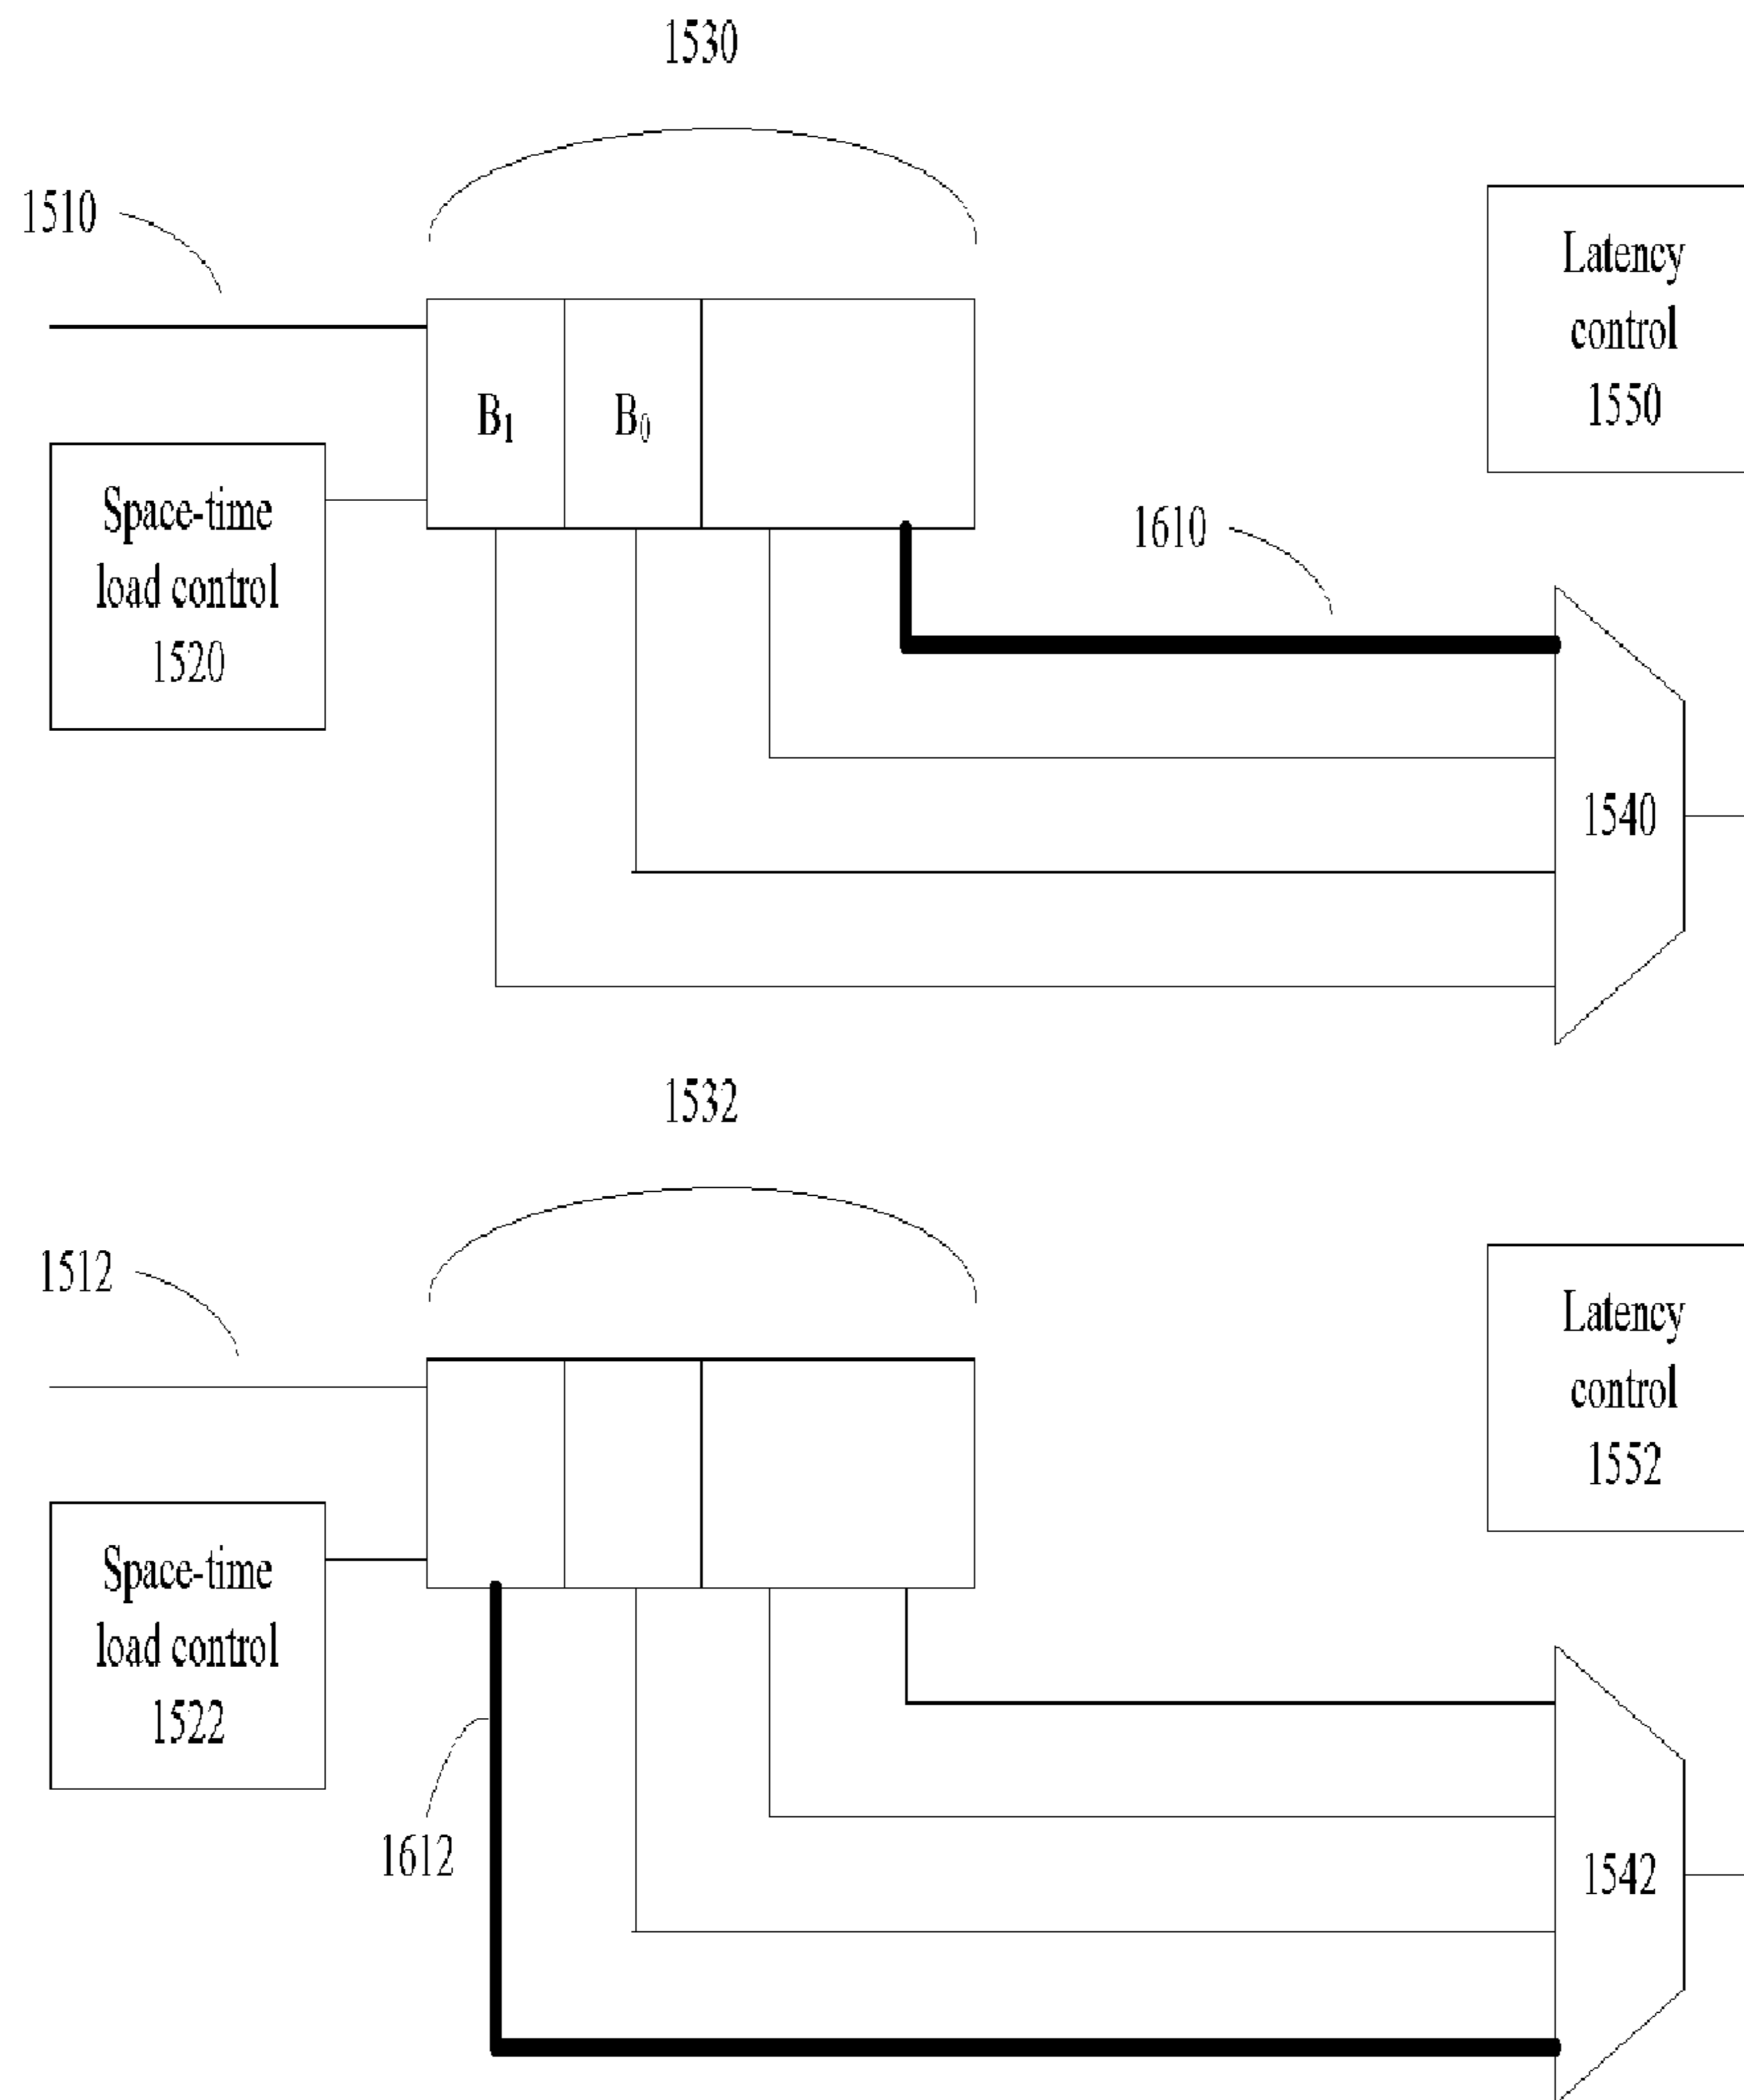 1530
1510
Latency
control
1550
B₁
B₀
Space-time
load control
1520
1610
1540
1532
1512
Latency
control
1552
Space-time
load control
1522
1612
1542